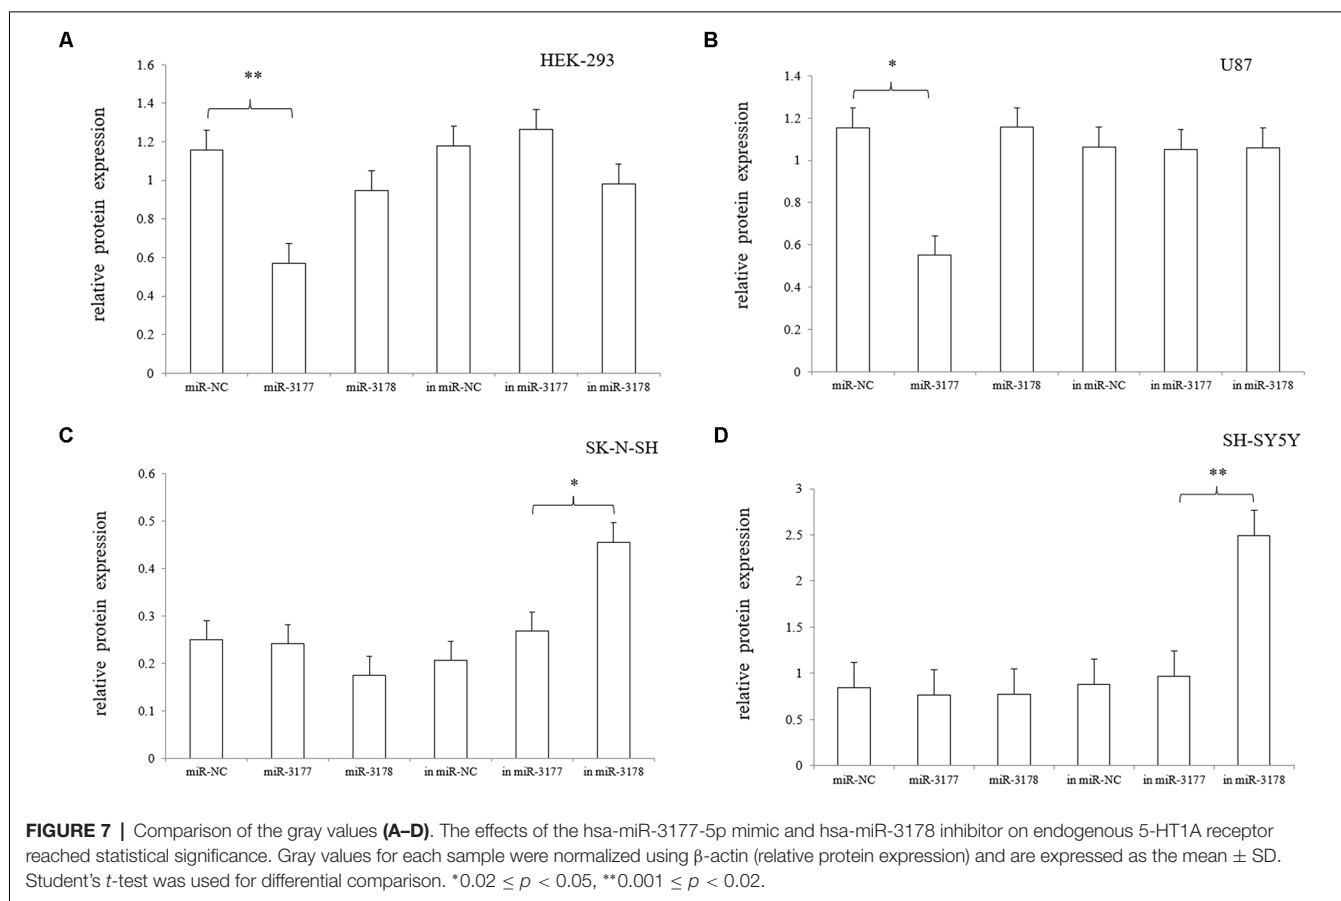 A
HEK-293
**
relative protein expression
1.6
1.4
1.2
1
0.8
0.6
0.4
0.2
0
miR-NC miR-3177 miR-3178 in miR-NC in miR-3177 in miR-3178
B
U87
*
relative protein expression
1.4
1.2
1
0.8
0.6
0.4
0.2
0
miR-NC miR-3177 miR-3178 in miR-NC in miR-3177 in miR-3178
C
SK-N-SH
*
relative protein expression
0.6
0.5
0.4
0.3
0.2
0.1
0
miR-NC miR-3177 miR-3178 in miR-NC in miR-3177 in miR-3178
D
SH-SY5Y
**
relative protein expression
3
2.5
2
1.5
1
0.5
0
miR-NC miR-3177 miR-3178 in miR-NC in miR-3177 in miR-3178
FIGURE 7 | Comparison of the gray values (A–D). The effects of the hsa-miR-3177-5p mimic and hsa-miR-3178 inhibitor on endogenous 5-HT1A receptor
reached statistical significance. Gray values for each sample were normalized using β-actin (relative protein expression) and are expressed as the mean ± SD.
Student's t-test was used for differential comparison. *0.02 ≤ p < 0.05, **0.001 ≤ p < 0.02.